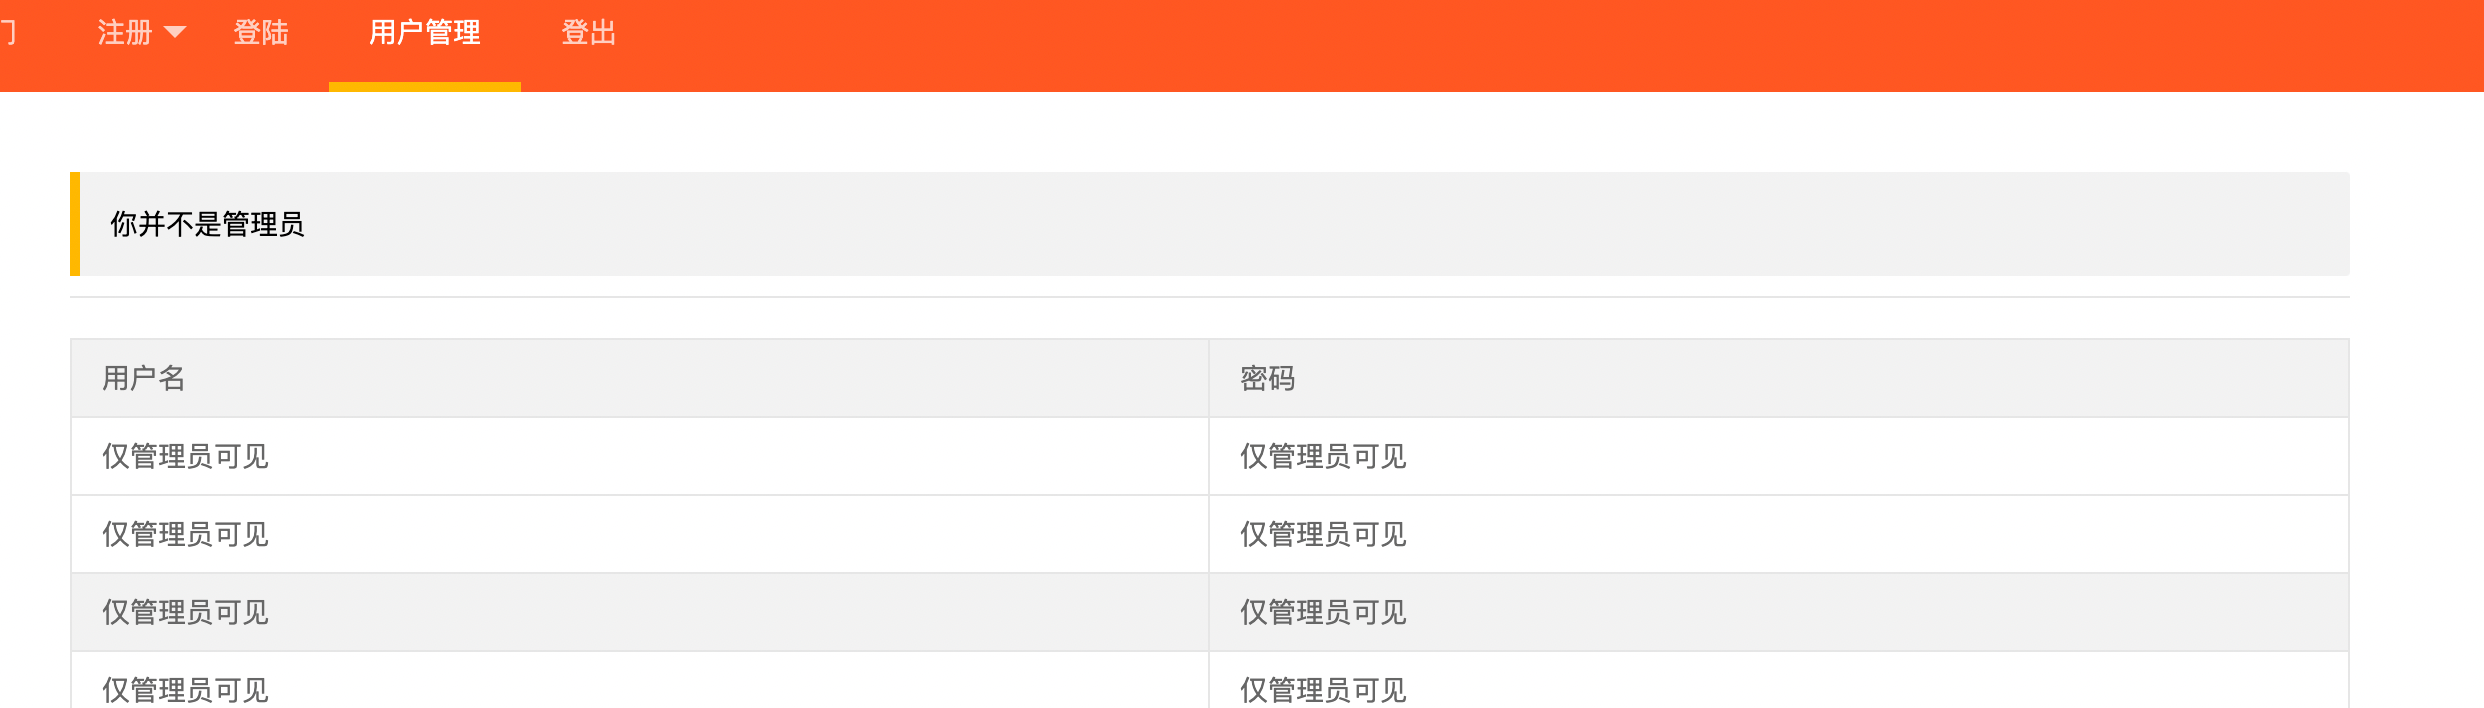 注册 登陆 用户管理 登出
你并不是管理员
用户名 密码
仅管理员可见 仅管理员可见
仅管理员可见 仅管理员可见
仅管理员可见 仅管理员可见
仅管理员可见 仅管理员可见